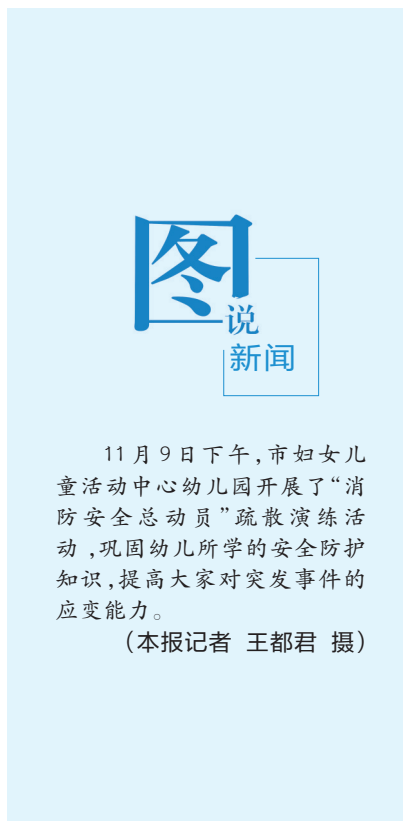 图说
新闻
11月9日下午,市妇女儿
童活动中心幼儿园开展了“消
防安全总动员”疏散演练活
动,巩固幼儿所学的安全防护
知识,提高大家对突发事件的
应变能力。
(本报记者 王都君 摄)